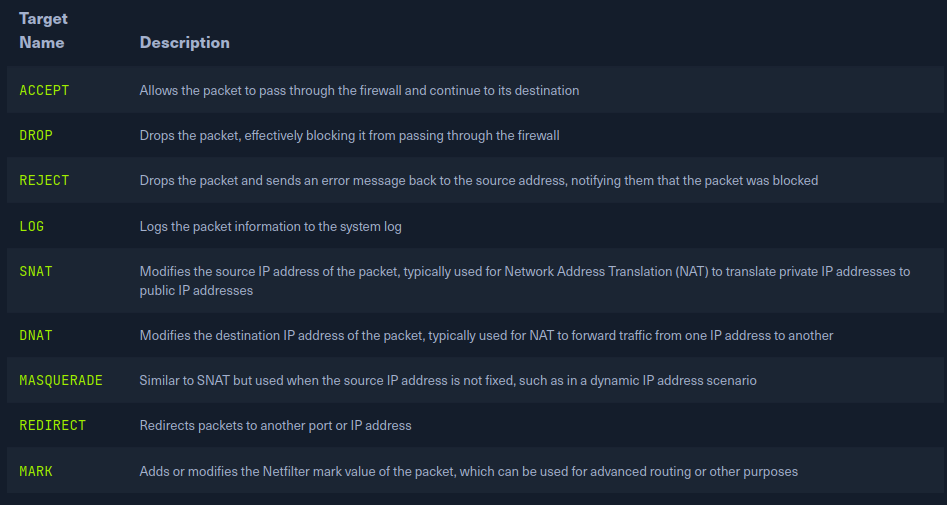 Target
Name Description
ACCEPT Allows the packet to pass through the firewall and continue to its destination
DROP Drops the packet, effectively blocking it from passing through the firewall
REJECT Drops the packet and sends an error message back to the source address, notifying them that the packet was blocked
LOG Logs the packet information to the system log
SNAT Modifies the source IP address of the packet, typically used for Network Address Translation (NAT) to translate private IP addresses to
public IP addresses
DNAT Modifies the destination IP address of the packet, typically used for NAT to forward traffic from one IP address to another
MASQUERADE Similar to SNAT but used when the source IP address is not fixed, such as in a dynamic IP address scenario
REDIRECT Redirects packets to another port or IP address
MARK Adds or modifies the Netfilter mark value of the packet, which can be used for advanced routing or other purposes